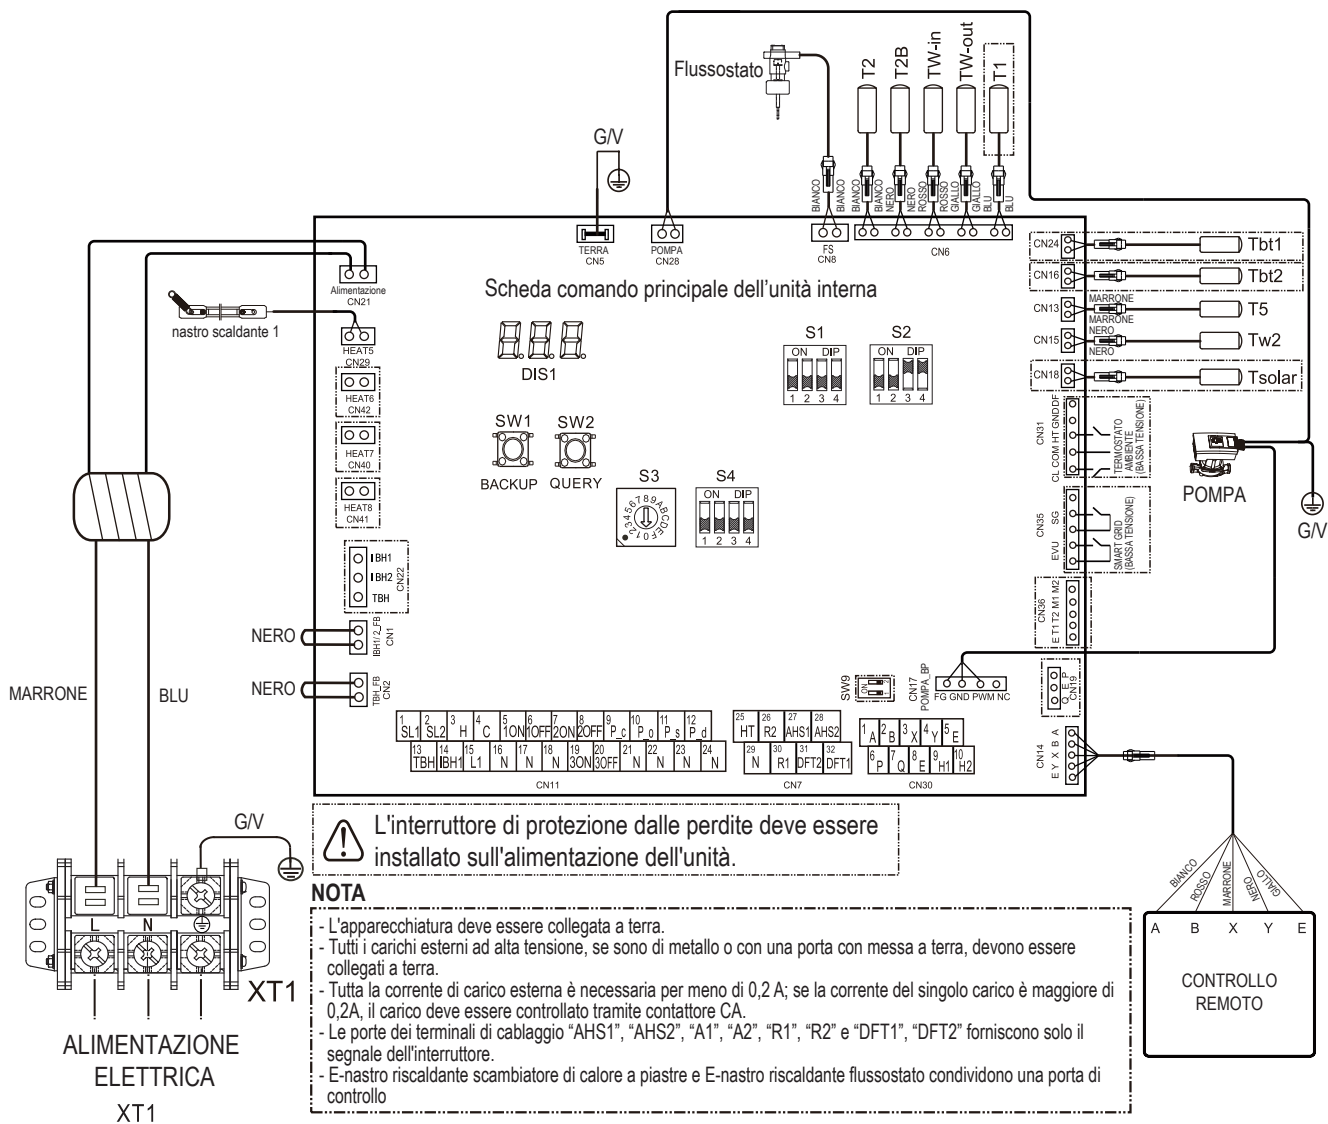 Flussostato
T2
T2B
TW-in
TW-out
T1
G/V
BIANCO
BIANCO
BIANCO
BIANCO
NERO
NERO
ROSSO
ROSSO
GIALLO
GIALLO
BLU
BLU
TERRA
CN5
POMPA
CN28
FS
CN8
CN6
CN24
Tbt1
CN16
Tbt2
CN13
MARRONE
MARRONE
T5
CN15
NERO
NERO
Tw2
CN18
Tsolar
Alimentazione
CN21
Scheda comando principale dell'unità interna
nastro scaldante 1
HEAT5
CN29
HEAT6
CN42
HEAT7
CN40
HEAT8
CN41
DIS1
S1
ON DIP
1 2 3 4
S2
ON DIP
1 2 3 4
SW1
BACKUP
SW2
QUERY
S3
0123456789ABCDEF
S4
ON DIP
1 2 3 4
CN31
CL COM HT GNDDF
TERMOSTATO
AMBIENTE
(BASSA TENSIONE)
POMPA
G/V
CN35
EVU SG
SMART GRID
(BASSA TENSIONE)
IBH1
IBH2
TBH
CN22
CN36
E T1 T2 M1 M2
NERO
IBH1/ 2_FB
CN1
NERO
TBH_FB
CN2
MARRONE
BLU
SW9
ON
1 2
CN17
POMPA_BP
FG GND PWM NC
CN19
Q E P
1 SL1 2 SL2 3 H 4 C 5 1ON 6 1OFF 7 2ON 8 2OFF 9 P_c 10 P_o 11 P_s 12 P_d
13 TBH 14 IBH1 15 L1 16 N 17 N 18 N 19 3ON 20 3OFF 21 N 22 N 23 N 24 N
CN11
25 HT 26 R2 27 AHS1 28 AHS2
29 N 30 R1 31 DFT2 32 DFT1
CN7
1 A 2 B 3 X 4 Y 5 E
6 P 7 Q 8 E 9 H1 10 H2
CN30
CN14
E Y X B A
L'interruttore di protezione dalle perdite deve essere
installato sull'alimentazione dell'unità.
G/V
NOTA
- L'apparecchiatura deve essere collegata a terra.
- Tutti i carichi esterni ad alta tensione, se sono di metallo o con una porta con messa a terra, devono essere
collegati a terra.
- Tutta la corrente di carico esterna è necessaria per meno di 0,2 A; se la corrente del singolo carico è maggiore di
0,2A, il carico deve essere controllato tramite contattore CA.
- Le porte dei terminali di cablaggio “AHS1”, “AHS2”, “A1”, “A2”, “R1”, “R2” e “DFT1”, “DFT2” forniscono solo il
segnale dell'interruttore.
- E-nastro riscaldante scambiatore di calore a piastre e E-nastro riscaldante flussostato condividono una porta di
controllo
L N
XT1
ALIMENTAZIONE
ELETTRICA
XT1
BIANCO
ROSSO
MARRONE
NERO
GIALLO
A B X Y E
CONTROLLO
REMOTO